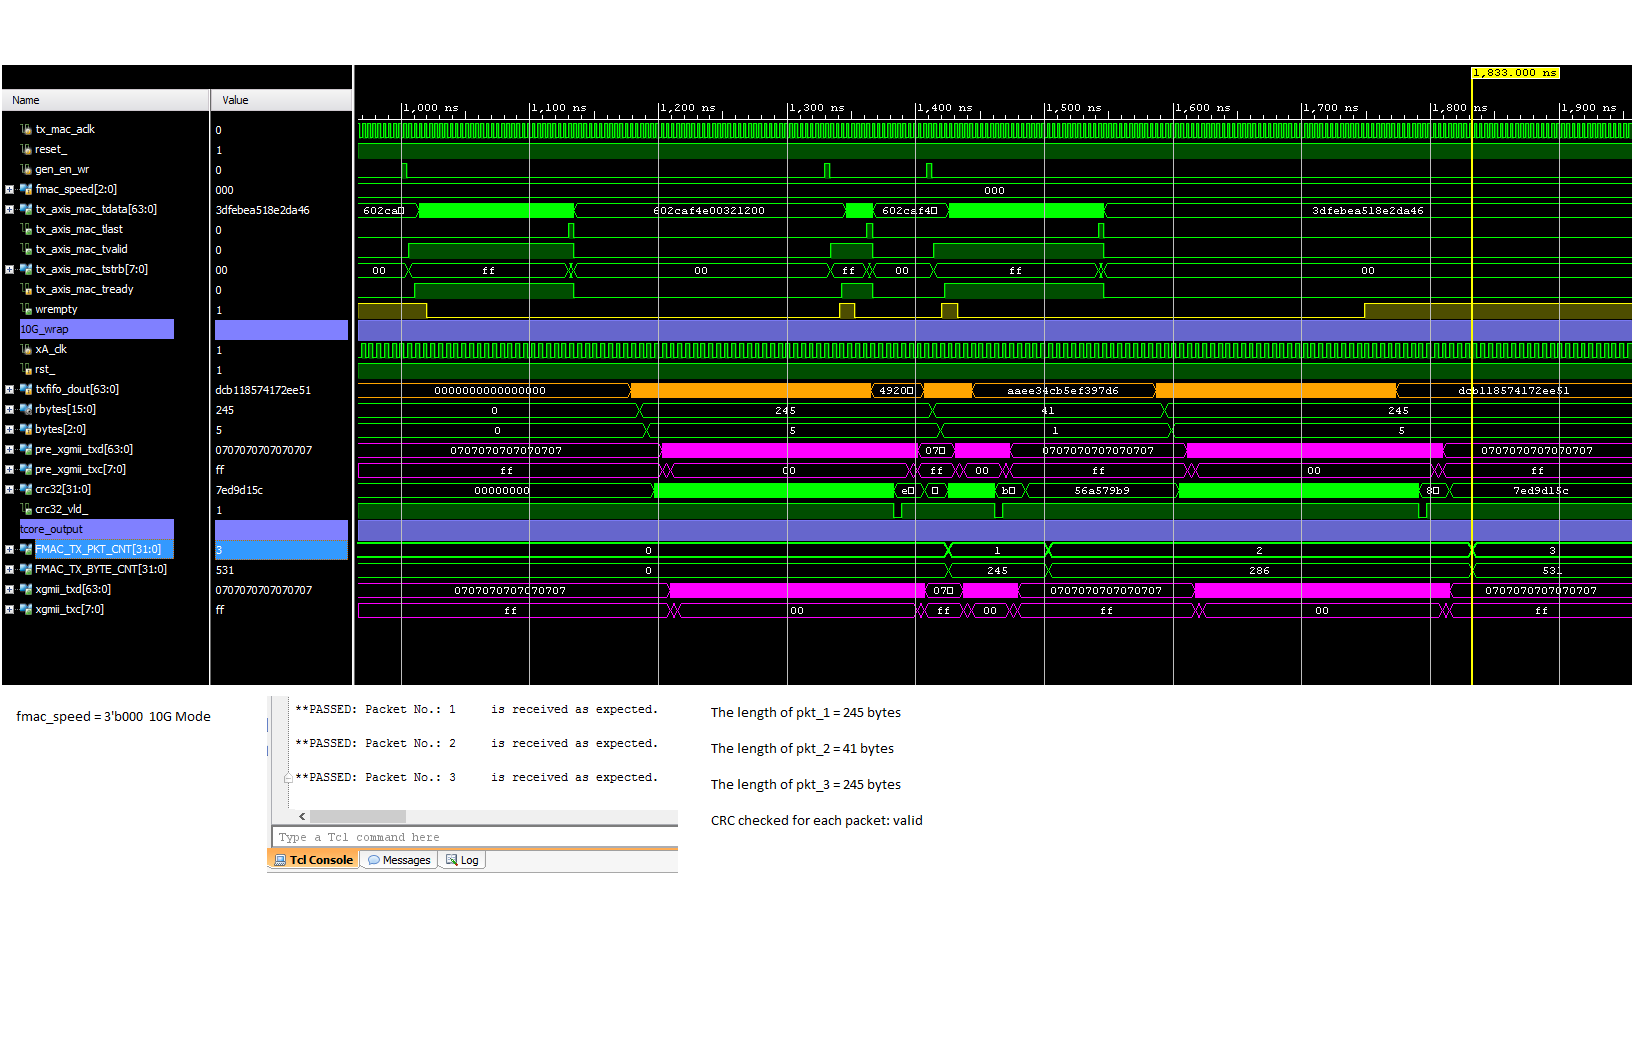 1,833.000 ns
Name Value
1,000 ns 1,100 ns 1,200 ns 1,300 ns 1,400 ns 1,500 ns 1,600 ns 1,700 ns 1,800 ns 1,900 ns
tx_mac_aclk 0
reset_ 1
gen_en_wr 0
fmac_speed[2:0] 000 000
tx_axis_mac_tdata[63:0] 3dfebea518e2da46 602ca 602caf4e00321200 602caf4 3dfebea518e2da46
tx_axis_mac_tlast 0
tx_axis_mac_tvalid 0
tx_axis_mac_tstrb[7:0] 00 00 ff 00 ff 00 ff 00
tx_axis_mac_tready 0
wrempty 1
10G_wrap
xA_clk 1
rst_ 1
txfifo_dout[63:0] dcb118574172ee51 0000000000000000 4920 aaee34cb5ef397d6 dcb118574172ee51
rbytes[15:0] 245 0 245 41 245
bytes[2:0] 5 0 5 1 5
pre_xgmii_txd[63:0] 0707070707070707 0707070707070707 07 0707070707070707 0707070707070707
pre_xgmii_txc[7:0] ff ff 00 ff 00 ff 00 ff
crc32[31:0] 7ed9d15c 00000000 e b 56a579b9 8 7ed9d15c
crc32_vld_ 1
tcore_output
FMAC_TX_PKT_CNT[31:0] 3 0 1 2 3
FMAC_TX_BYTE_CNT[31:0] 531 0 245 286 531
xgmii_txd[63:0] 0707070707070707 0707070707070707 07 0707070707070707 0707070707070707
xgmii_txc[7:0] ff ff 00 ff 00 ff 00 ff
fmac_speed = 3'b000 10G Mode
**PASSED: Packet No.: 1 is received as expected.
**PASSED: Packet No.: 2 is received as expected.
**PASSED: Packet No.: 3 is received as expected.
Type a Tcl command here
Tcl Console Messages Log
The length of pkt_1 = 245 bytes
The length of pkt_2 = 41 bytes
The length of pkt_3 = 245 bytes
CRC checked for each packet: valid